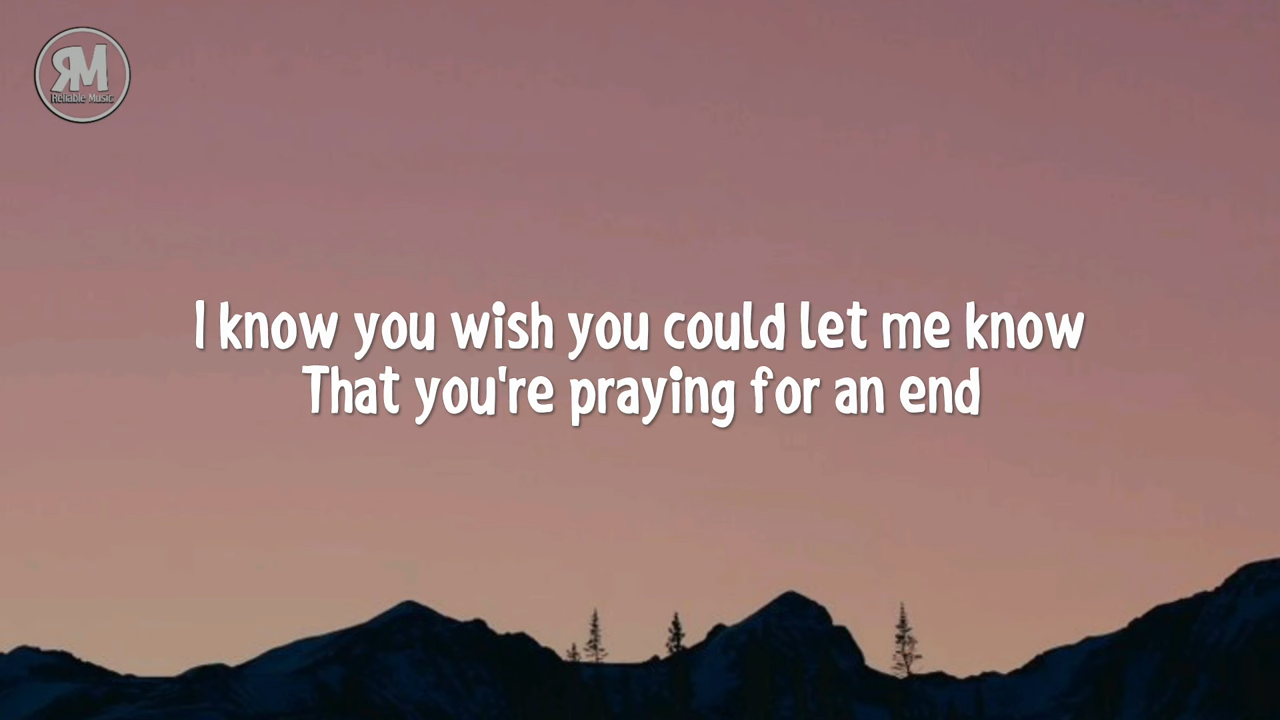 RM
Reliable Music
I know you wish you could let me know
That you're praying for an end